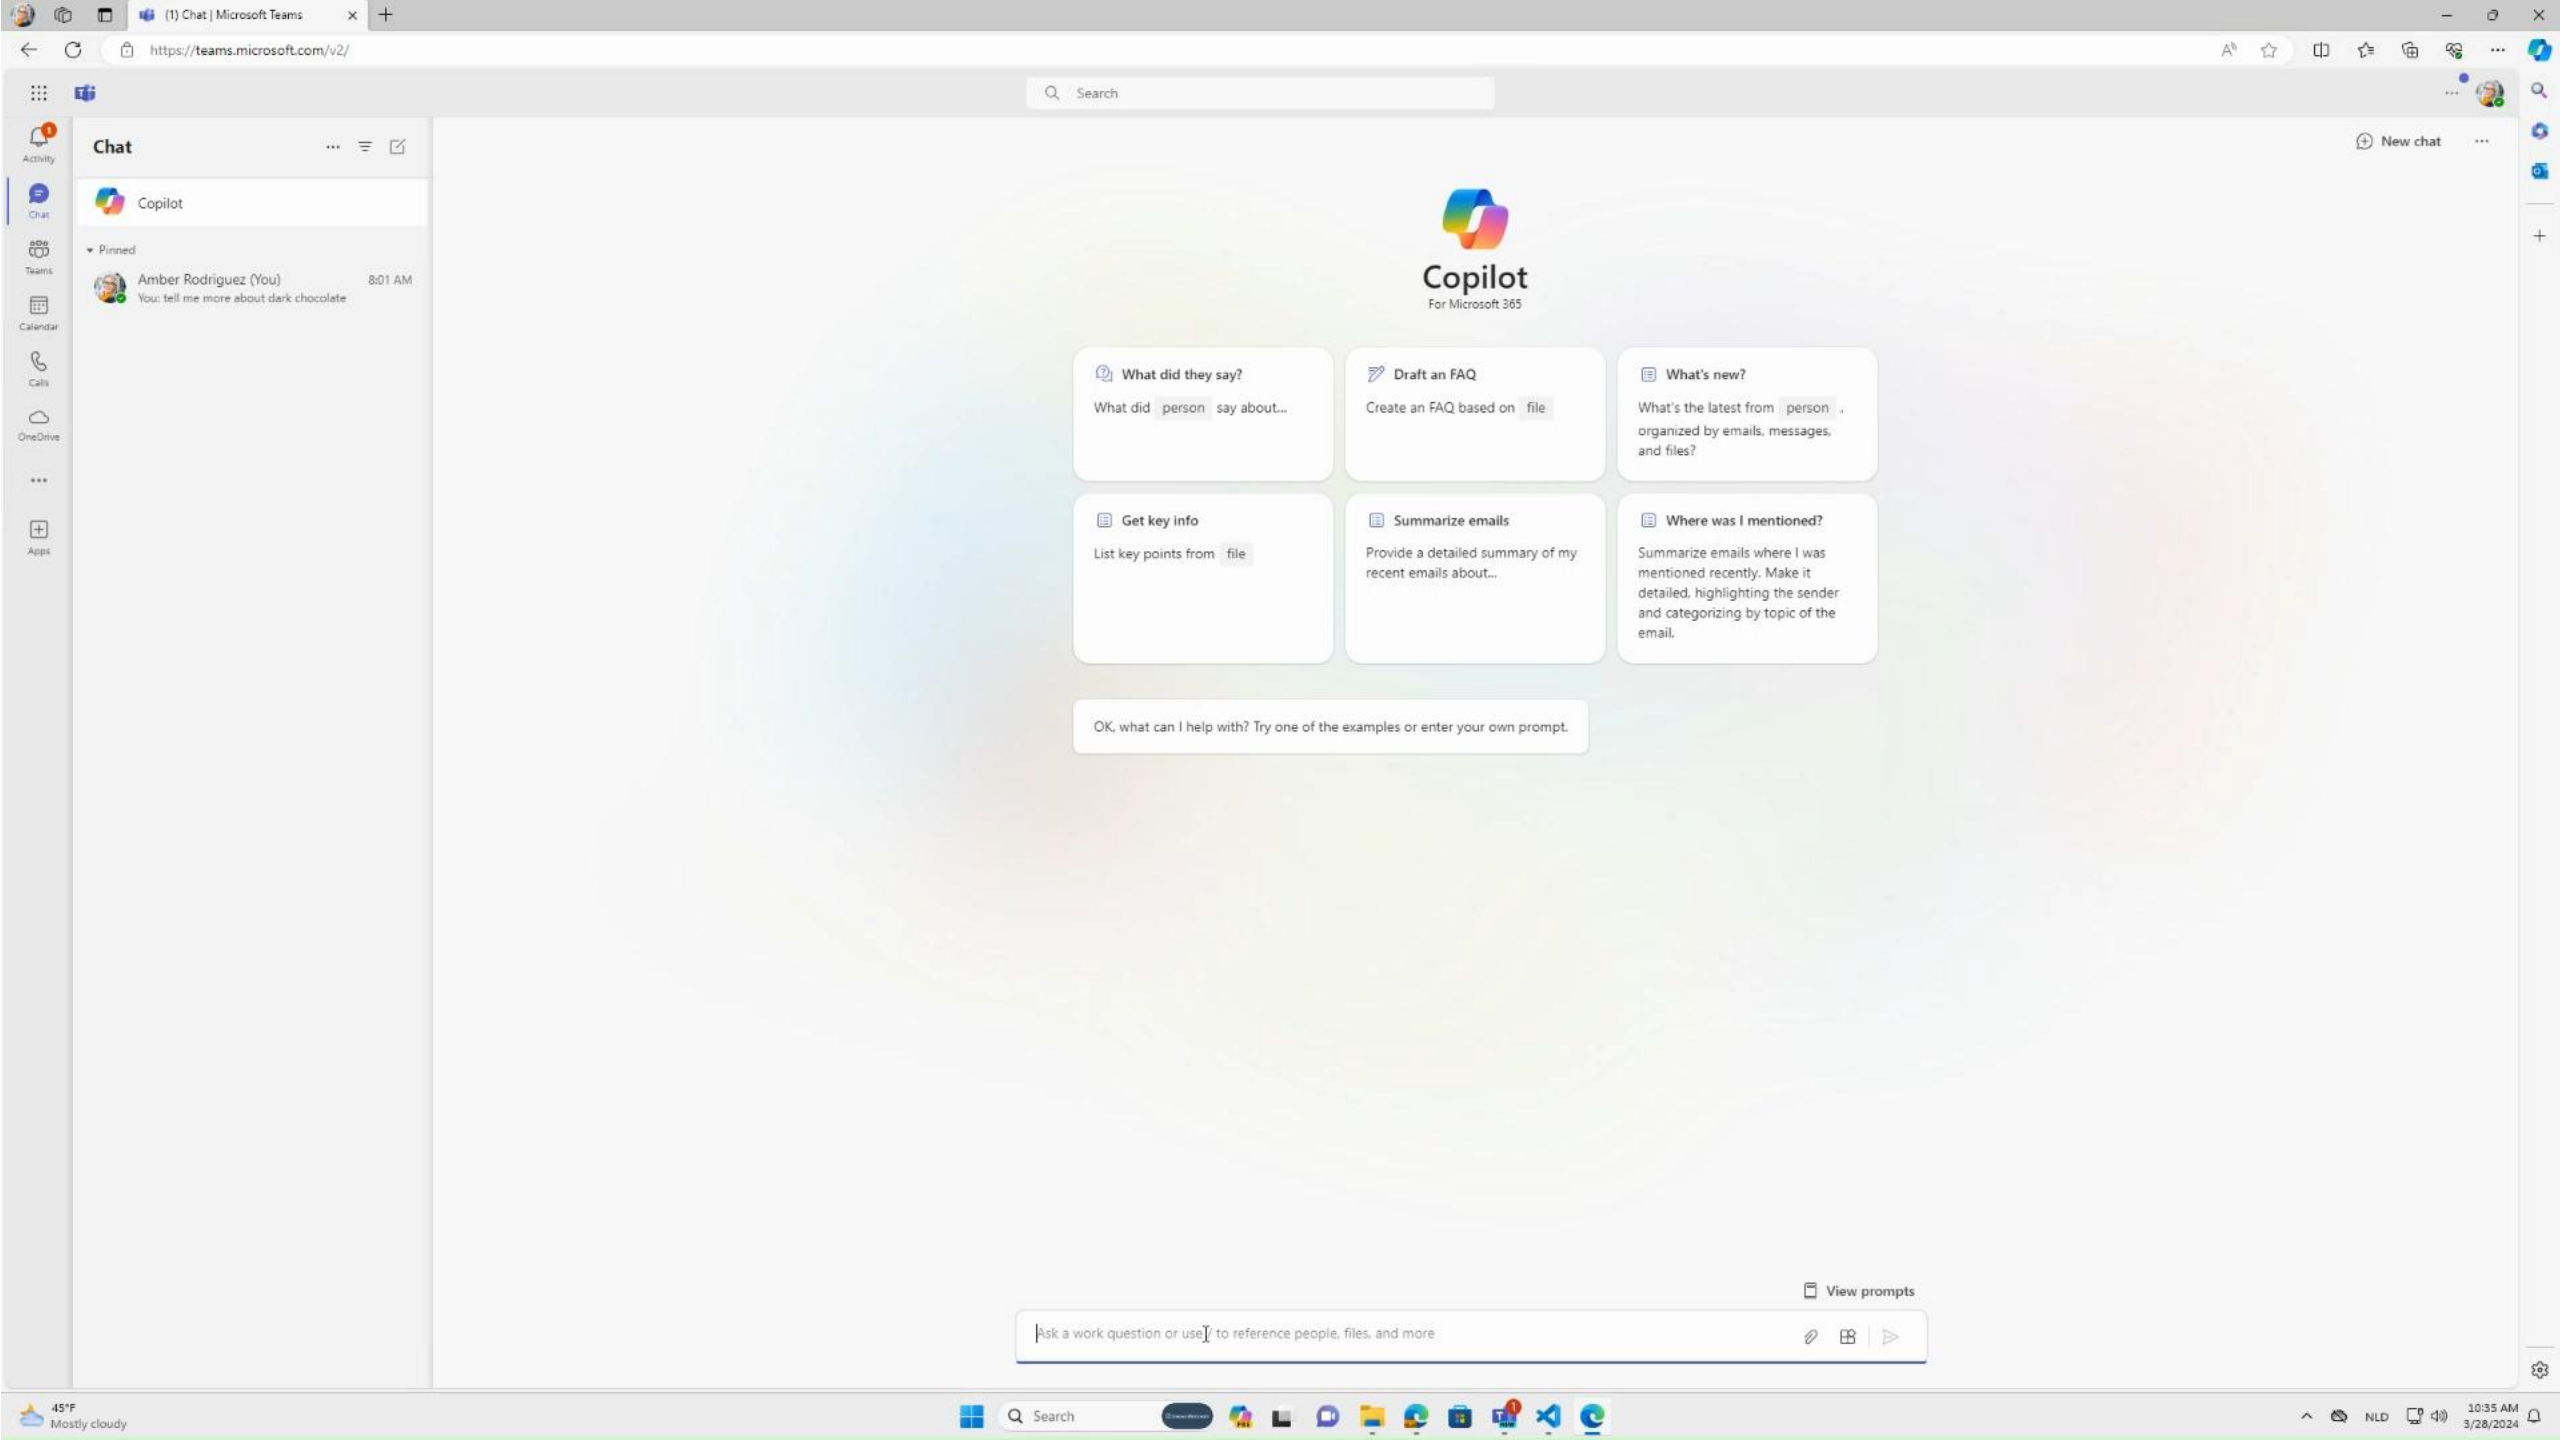 (1) Chat | Microsoft Teams
https://teams.microsoft.com/v2/
Search
Activity
Chat
Teams
Calendar
Calls
OneDrive
Apps
Chat
Copilot
Pinned
Amber Rodriguez (You) 8:01 AM
You: tell me more about dark chocolate
New chat
Copilot
For Microsoft 365
What did they say?
What did person say about...
Draft an FAQ
Create an FAQ based on file
What's new?
What's the latest from person ,
organized by emails, messages,
and files?
Get key info
List key points from file
Summarize emails
Provide a detailed summary of my
recent emails about...
Where was I mentioned?
Summarize emails where I was
mentioned recently. Make it
detailed, highlighting the sender
and categorizing by topic of the
email.
OK, what can I help with? Try one of the examples or enter your own prompt.
View prompts
Ask a work question or use / to reference people, files, and more
45°F
Mostly cloudy
Search
NLD
10:35 AM
3/28/2024